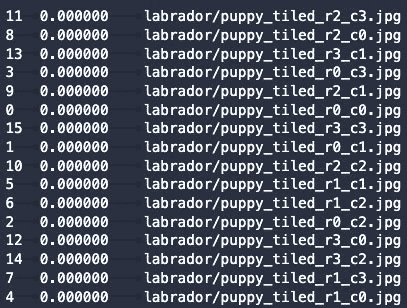 11 0.000000 labrador/puppy_tiled_r2_c3.jpg
8 0.000000 labrador/puppy_tiled_r2_c0.jpg
13 0.000000 labrador/puppy_tiled_r3_c1.jpg
3 0.000000 labrador/puppy_tiled_r0_c3.jpg
9 0.000000 labrador/puppy_tiled_r2_c1.jpg
0 0.000000 labrador/puppy_tiled_r0_c0.jpg
15 0.000000 labrador/puppy_tiled_r3_c3.jpg
1 0.000000 labrador/puppy_tiled_r0_c1.jpg
10 0.000000 labrador/puppy_tiled_r2_c2.jpg
5 0.000000 labrador/puppy_tiled_r1_c1.jpg
6 0.000000 labrador/puppy_tiled_r1_c2.jpg
2 0.000000 labrador/puppy_tiled_r0_c2.jpg
12 0.000000 labrador/puppy_tiled_r3_c0.jpg
14 0.000000 labrador/puppy_tiled_r3_c2.jpg
7 0.000000 labrador/puppy_tiled_r1_c3.jpg
4 0.000000 labrador/puppy_tiled_r1_c0.jpg